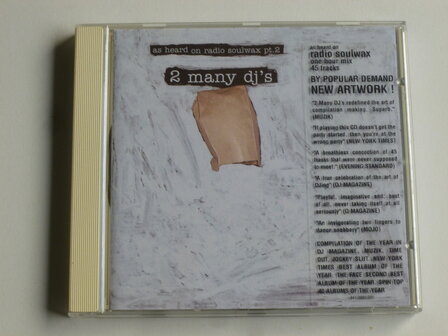 as heard on radio soulwax pt.2
2 many dj's
as heard on
radio soulwax
one hour mix
45 tracks
BY POPULAR DEMAND
NEW ARTWORK !
"2 Many DJ's redefined the art of
compilation making. Superb."
(MUZIK)
"If playing this CD doesn't get the
party started, then you're at the
wrong party" (NEW YORK TIMES)
"A breathless concoction of 45
tracks that were never supposed
to meet." (EVENING STANDARD)
"A true celebration of the art of
DJing" (DJ MAGAZINE)
"Playful, imaginative and, best
of all, never taking itself at all
seriously" (Q MAGAZINE)
"An invigorating two fingers to
dance snobbery" (MOJO)
COMPILATION OF THE YEAR IN
DJ MAGAZINE, MUZIK, TIME
OUT, JOCKEY SLUT. NEW YORK
TIMES BEST ALBUM OF THE
YEAR. THE FACE SECOND BEST
ALBUM OF THE YEAR. SPIN TOP
40 ALBUMS OF THE YEAR